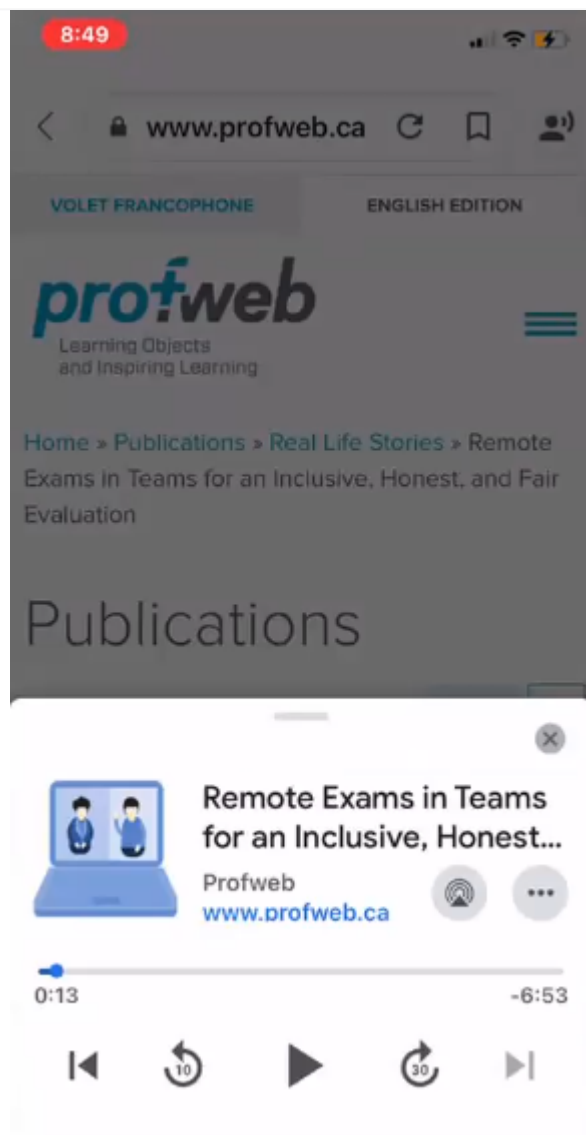 8:49
www.profweb.ca
VOLET FRANCOPHONE
ENGLISH EDITION
profweb
Learning Objects
and Inspiring Learning
Home » Publications » Real Life Stories » Remote
Exams in Teams for an Inclusive, Honest, and Fair
Evaluation
Publications
Remote Exams in Teams
for an Inclusive, Honest...
Profweb
www.profweb.ca
0:13
-6:53
10
30